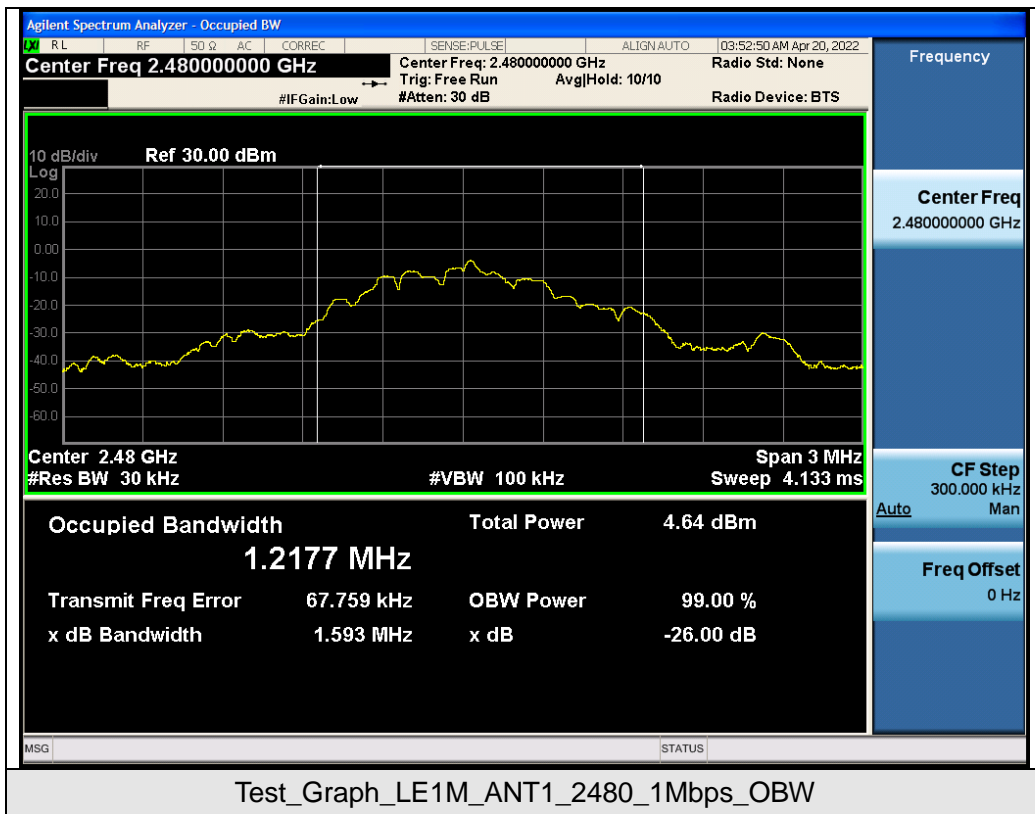 Agilent Spectrum Analyzer - Occupied BW
LXI RL RF 50 Ω AC CORREC SENSE:PULSE ALIGN AUTO 03:52:50 AM Apr 20, 2022
Center Freq 2.480000000 GHz
Center Freq: 2.480000000 GHz Radio Std: None
Trig: Free Run Avg|Hold: 10/10
#IFGain:Low #Atten: 30 dB Radio Device: BTS
10 dB/div Ref 30.00 dBm
Log
20.0
10.0
0.00
-10.0
-20.0
-30.0
-40.0
-50.0
-60.0
Center 2.48 GHz Span 3 MHz
#Res BW 30 kHz #VBW 100 kHz Sweep 4.133 ms
Occupied Bandwidth Total Power 4.64 dBm
1.2177 MHz
Transmit Freq Error 67.759 kHz OBW Power 99.00 %
x dB Bandwidth 1.593 MHz x dB -26.00 dB
Frequency
Center Freq
2.480000000 GHz
CF Step
300.000 kHz
Auto Man
Freq Offset
0 Hz
MSG STATUS
Test_Graph_LE1M_ANT1_2480_1Mbps_OBW